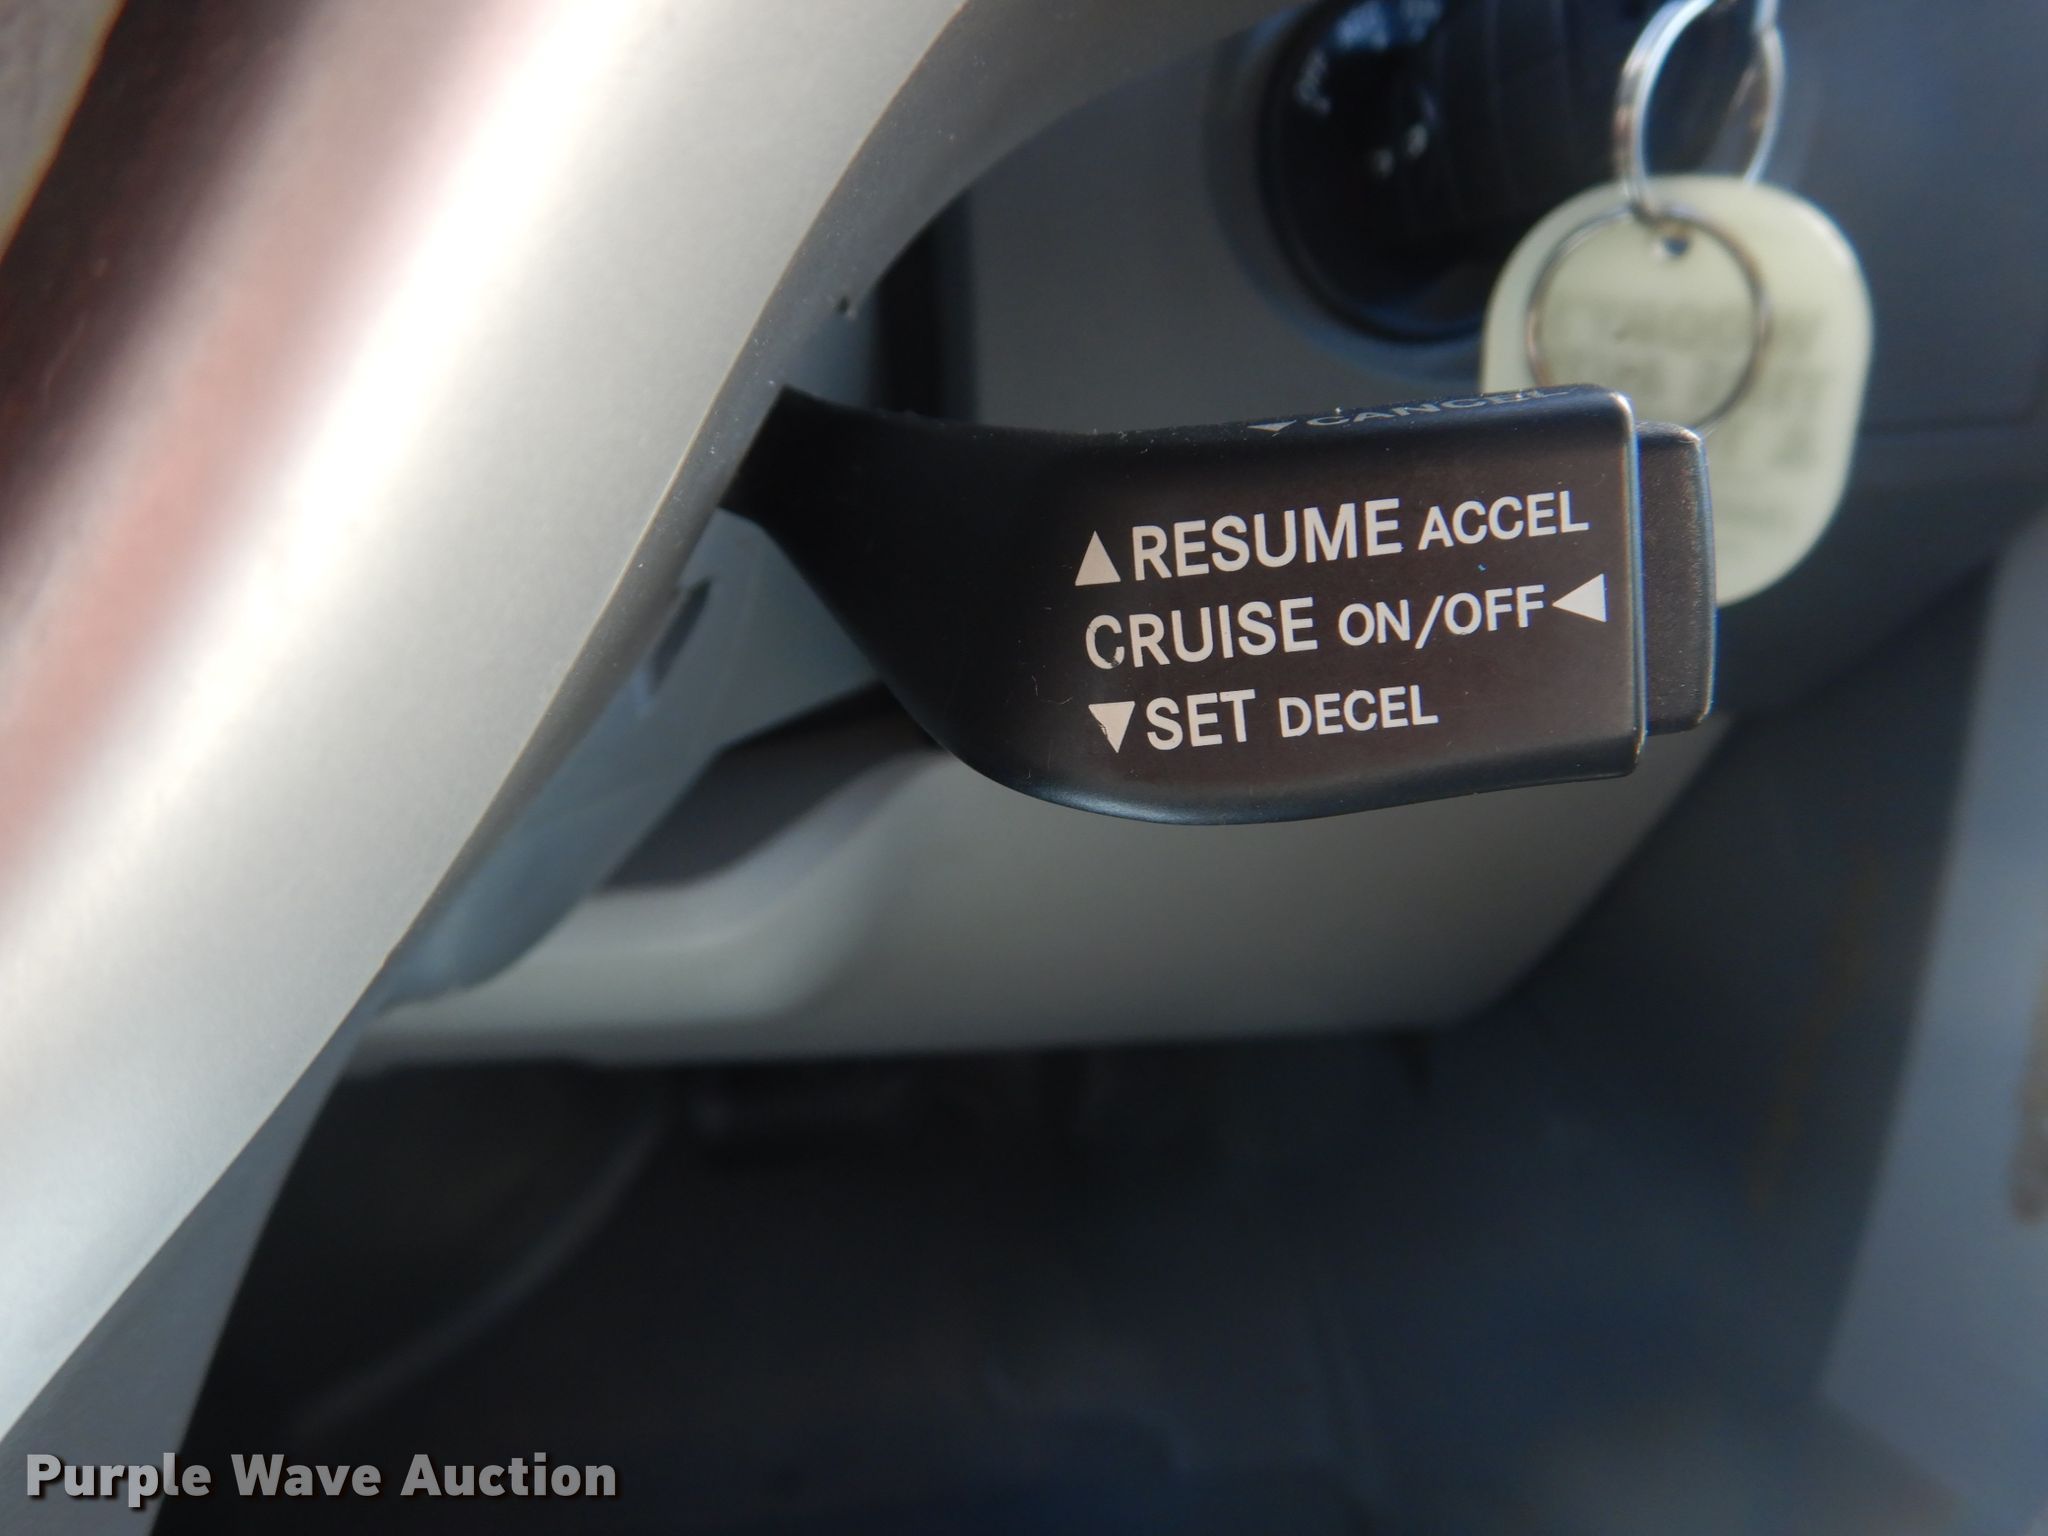 ▼ CANCEL
▲ RESUME ACCEL
CRUISE ON/OFF ◀
▼ SET DECEL
Purple Wave Auction